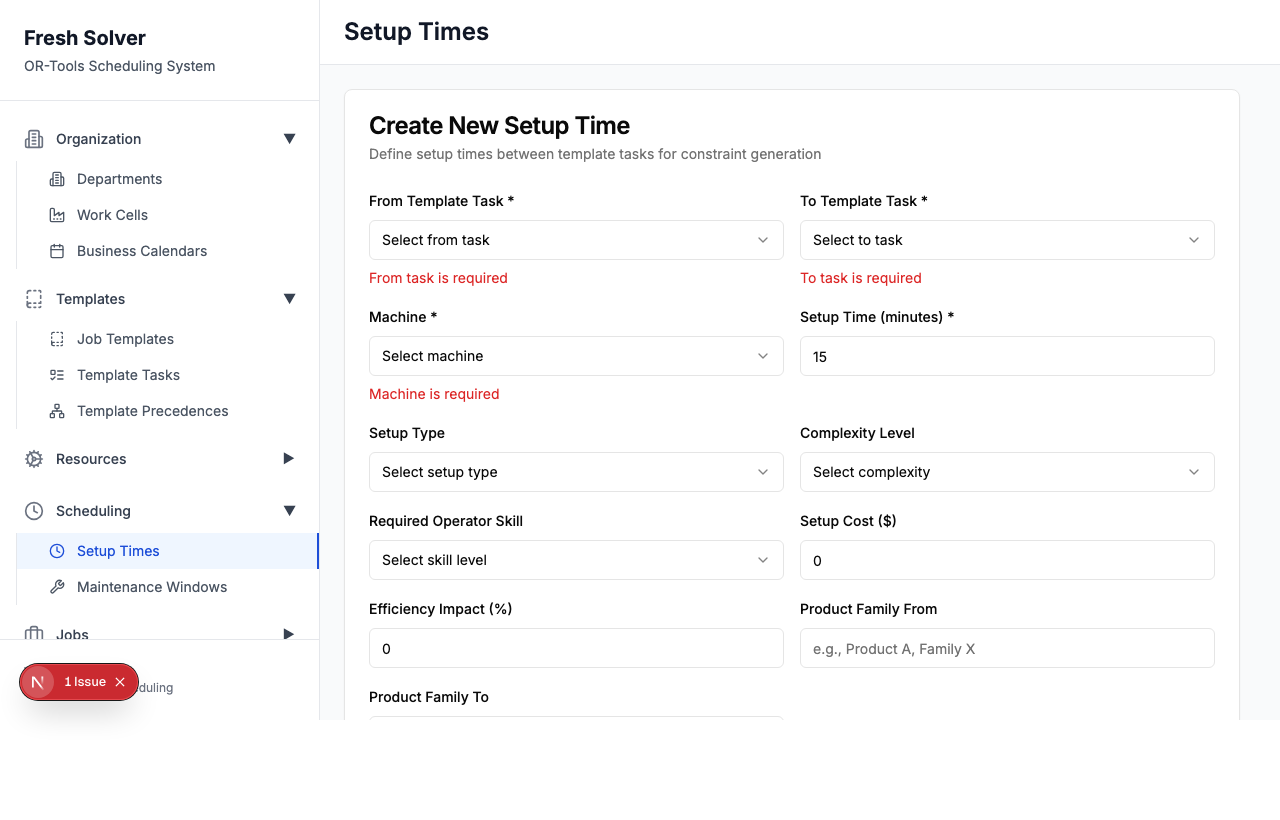 Fresh Solver
OR-Tools Scheduling System
Organization
Departments
Work Cells
Business Calendars
Templates
Job Templates
Template Tasks
Template Precedences
Resources
Scheduling
Setup Times
Maintenance Windows
Jobs
N 1 Issue
Setup Times
Create New Setup Time
Define setup times between template tasks for constraint generation
From Template Task * To Template Task *
Select from task Select to task
From task is required To task is required
Machine * Setup Time (minutes) *
Select machine 15
Machine is required
Setup Type Complexity Level
Select setup type Select complexity
Required Operator Skill Setup Cost ($)
Select skill level 0
Efficiency Impact (%) Product Family From
0 e.g., Product A, Family X
Product Family To